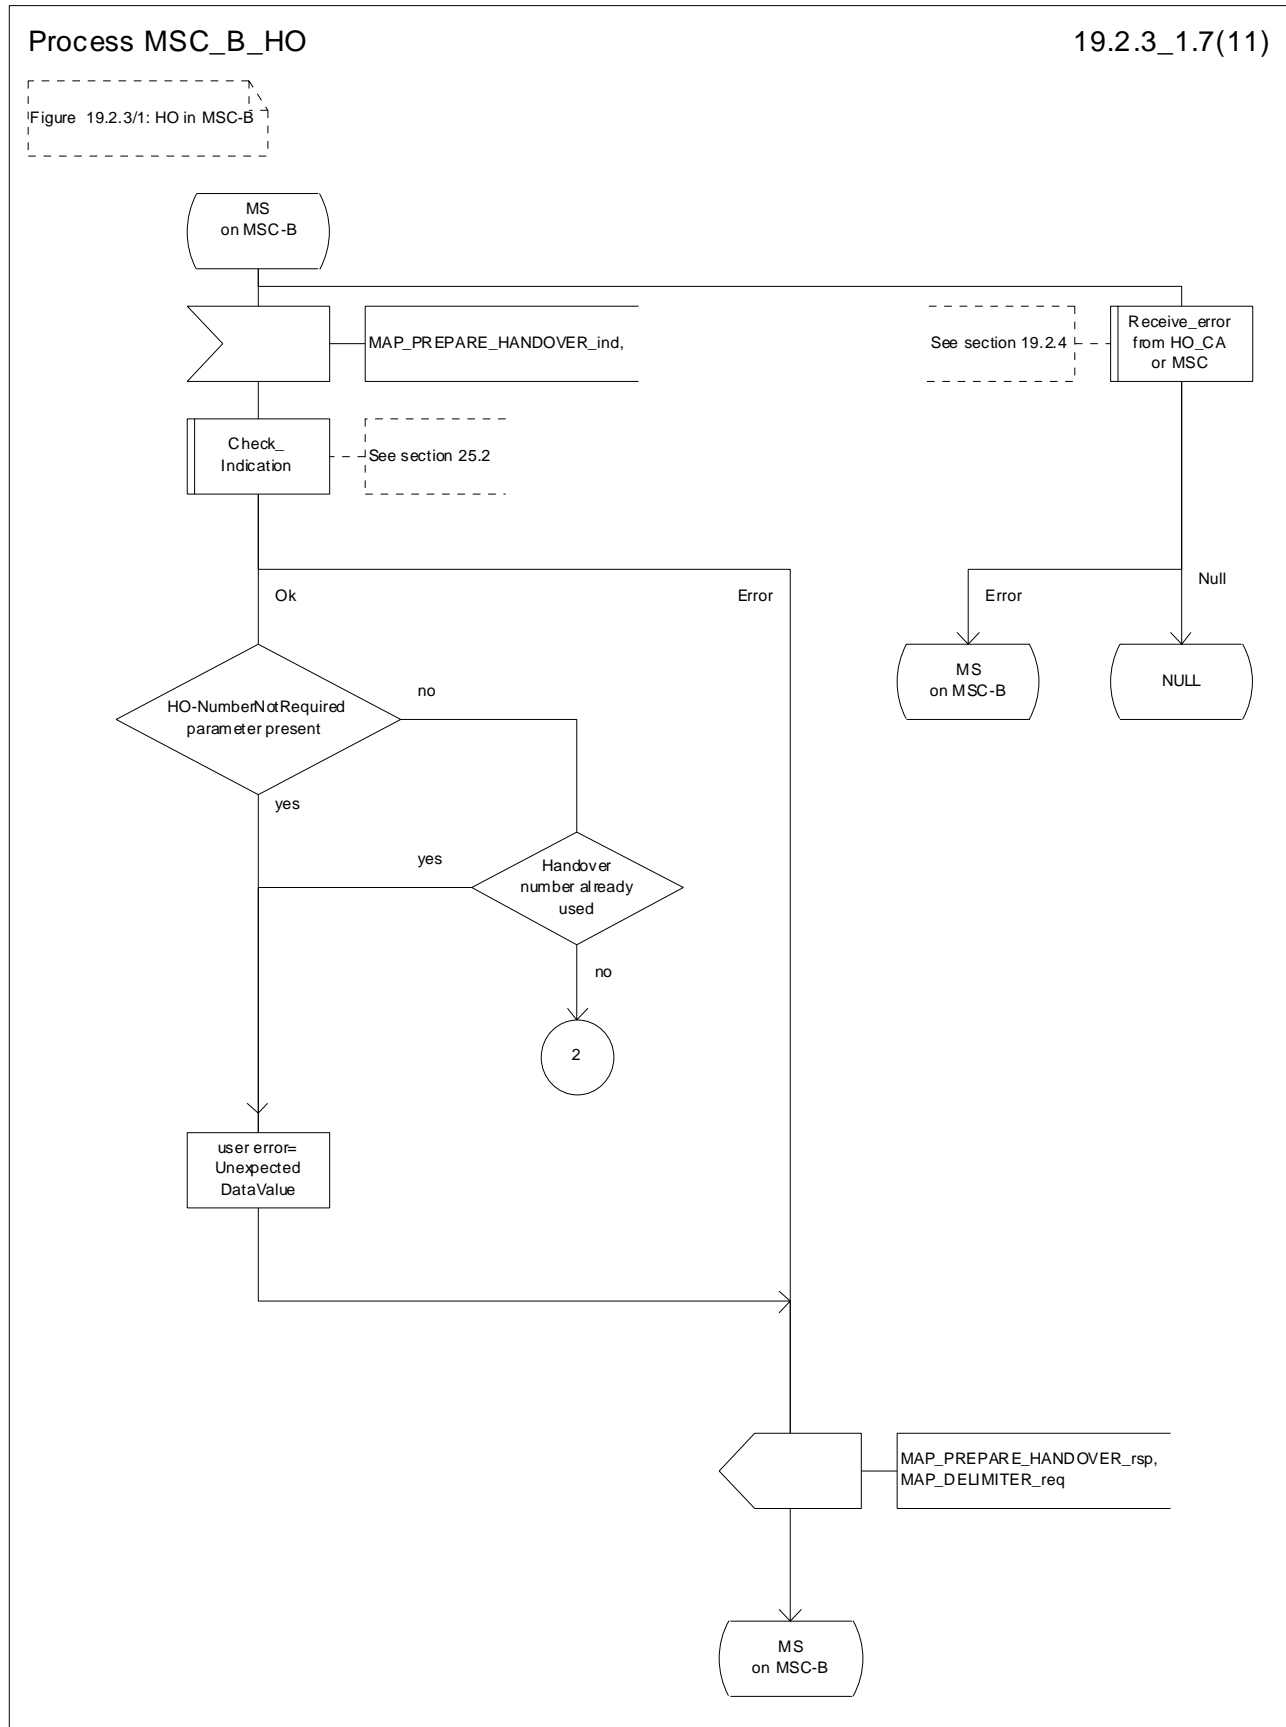 Process MSC_B_HO
19.2.3_1.7(11)
Figure 19.2.3/1: HO in MSC-B
MS
on MSC-B
MAP_PREPARE_HANDOVER_ind,
See section 19.2.4
Receive_error
from HO_CA
or MSC
Check_
Indication
See section 25.2
Ok
Error
Error
Null
MS
on MSC-B
NULL
HO-NumberNotRequired
parameter present
no
yes
yes
Handover
number already
used
no
2
user error=
Unexpected
DataValue
MAP_PREPARE_HANDOVER_rsp,
MAP_DELIMITER_req
MS
on MSC-B